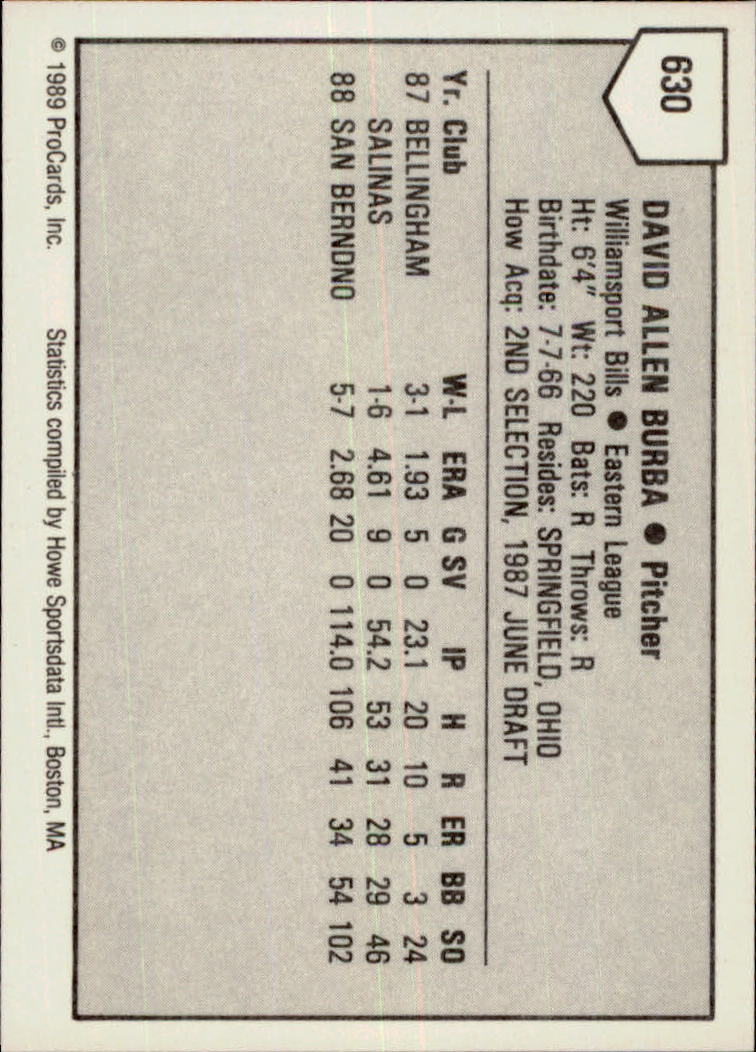 630
DAVID ALLEN BURBA ● Pitcher
Williamsport Bills ● Eastern League
Ht: 6'4" Wt: 220 Bats: R Throws: R
Birthdate: 7-7-66 Resides: SPRINGFIELD, OHIO
How Acq: 2ND SELECTION, 1987 JUNE DRAFT
Yr. Club W-L ERA G SV IP H R ER BB SO
87 BELLINGHAM 3-1 1.93 5 0 23.1 20 10 5 3 24
SALINAS 1-6 4.61 9 0 54.2 53 31 28 29 46
88 SAN BERNDNO 5-7 2.68 20 0 114.0 106 41 34 54 102
© 1989 ProCards, Inc. Statistics compiled by Howe Sportsdata Intl., Boston, MA